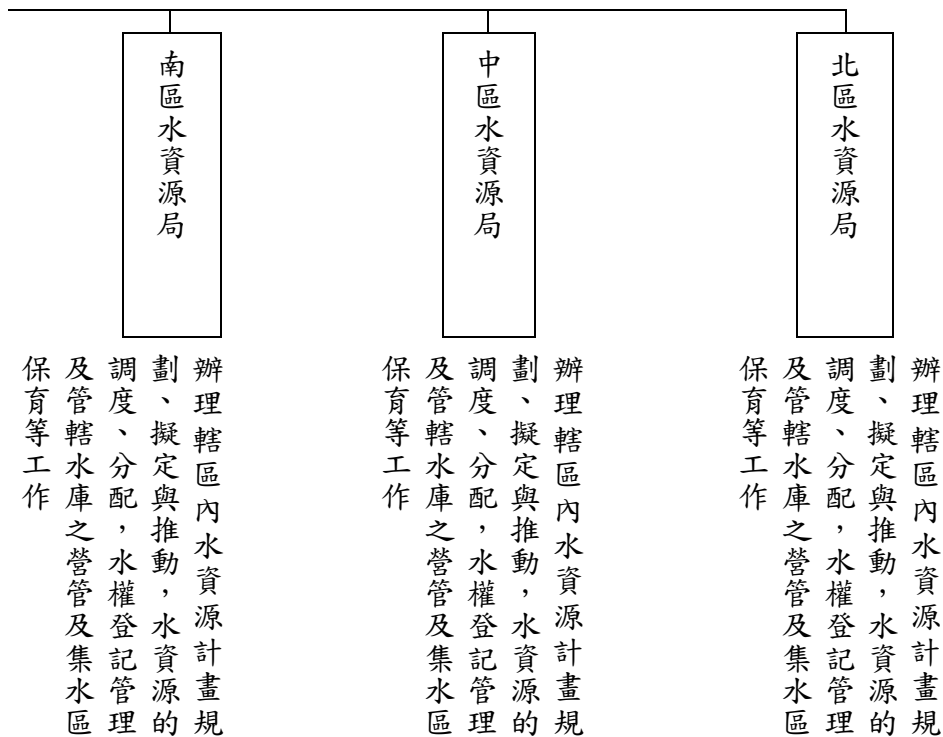 北區水資源局
辦理轄區內水資源計畫規
劃、擬定與推動，水資源的
調度、分配，水權登記管理
及管轄水庫之營管及集水區
保育等工作
中區水資源局
辦理轄區內水資源計畫規
劃、擬定與推動，水資源的
調度、分配，水權登記管理
及管轄水庫之營管及集水區
保育等工作
南區水資源局
辦理轄區內水資源計畫規
劃、擬定與推動，水資源的
調度、分配，水權登記管理
及管轄水庫之營管及集水區
保育等工作